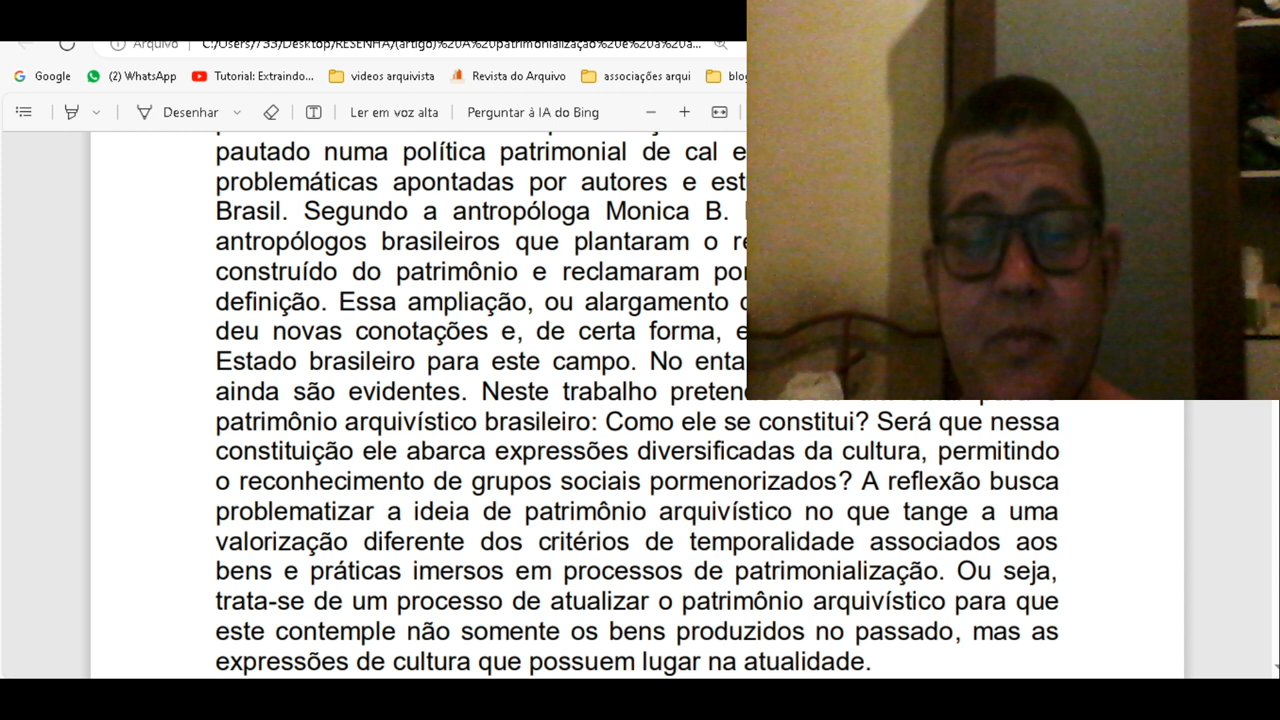 Arquivo C:/Users/733/Desktop/RESENHA/(artigo)%20A%20patrimonialização%20e%20a%20a...
Google (2) WhatsApp Tutorial: Extraindo... videos arquivista Revista do Arquivo associações arqui blog
Desenhar Ler em voz alta Perguntar à IA do Bing
pautado numa política patrimonial de cal e
problemáticas apontadas por autores e est
Brasil. Segundo a antropóloga Monica B.
antropólogos brasileiros que plantaram o
construído do patrimônio e reclamaram por
definição. Essa ampliação, ou alargamento
deu novas conotações e, de certa forma, e
Estado brasileiro para este campo. No enta
ainda são evidentes. Neste trabalho
patrimônio arquivístico brasileiro: Como ele se constitui? Será que nessa
constituição ele abarca expressões diversificadas da cultura, permitindo
o reconhecimento de grupos sociais pormenorizados? A reflexão busca
problematizar a ideia de patrimônio arquivístico no que tange a uma
valorização diferente dos critérios de temporalidade associados aos
bens e práticas imersos em processos de patrimonialização. Ou seja,
trata-se de um processo de atualizar o patrimônio arquivístico para que
este contemple não somente os bens produzidos no passado, mas as
expressões de cultura que possuem lugar na atualidade.